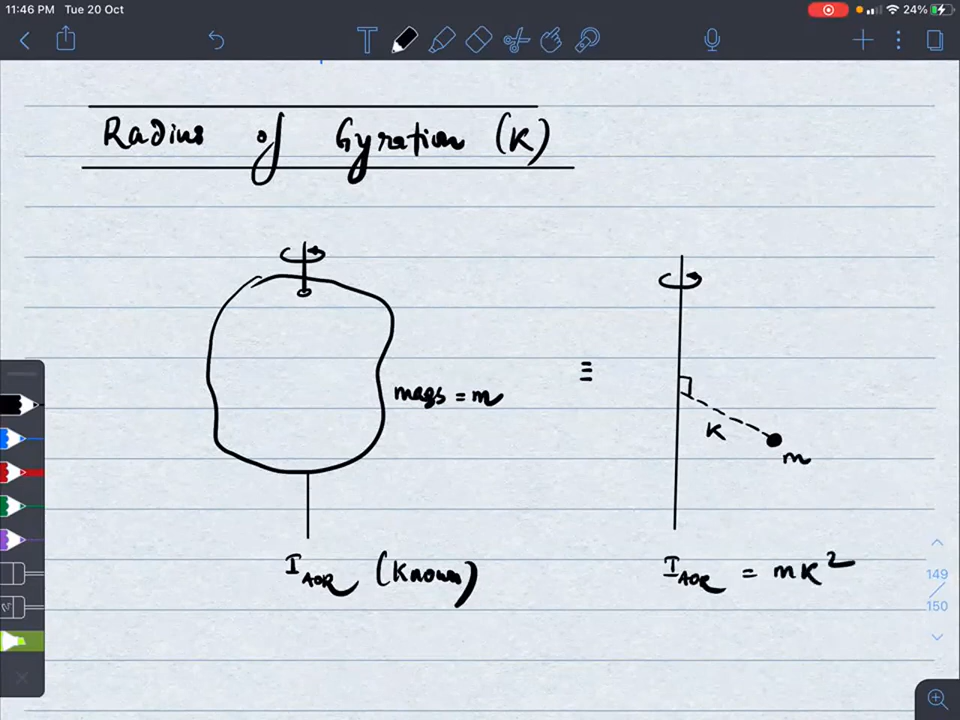 11:46 PM Tue 20 Oct
24%
Radius of Gyration (K)
mass = m
≡
K
m
I_AOR (Known)
I_AOR = mK²
149
/
150